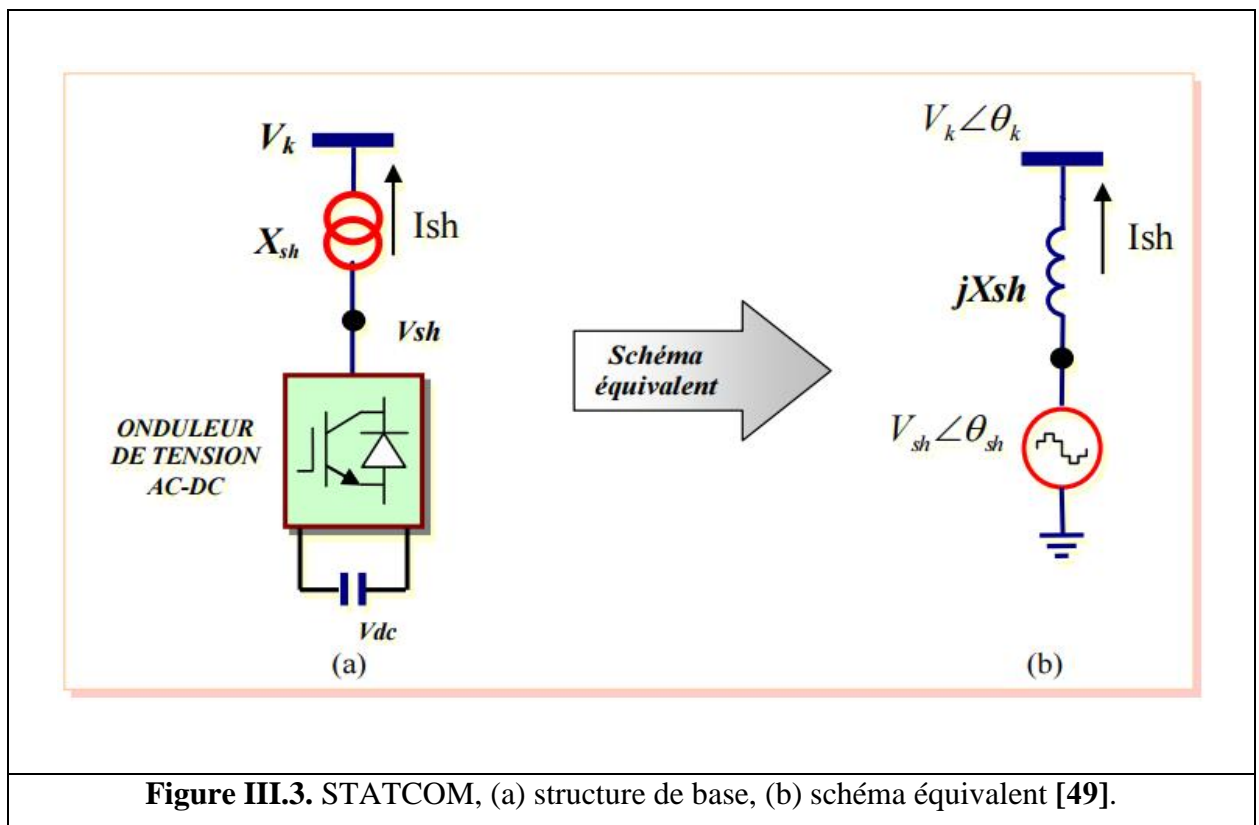 V_k
X_sh
Ish
Vsh
ONDULEUR
DE TENSION
AC-DC
Vdc
(a)
Schéma
équivalent
V_k∠θ_k
jXsh
Ish
V_sh∠θ_sh
(b)
Figure III.3. STATCOM, (a) structure de base, (b) schéma équivalent [49].